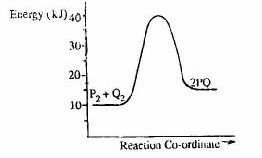 Energy (kJ) 40
30
20
10
P₂ + Q₂
2PQ
Reaction Co-ordinate